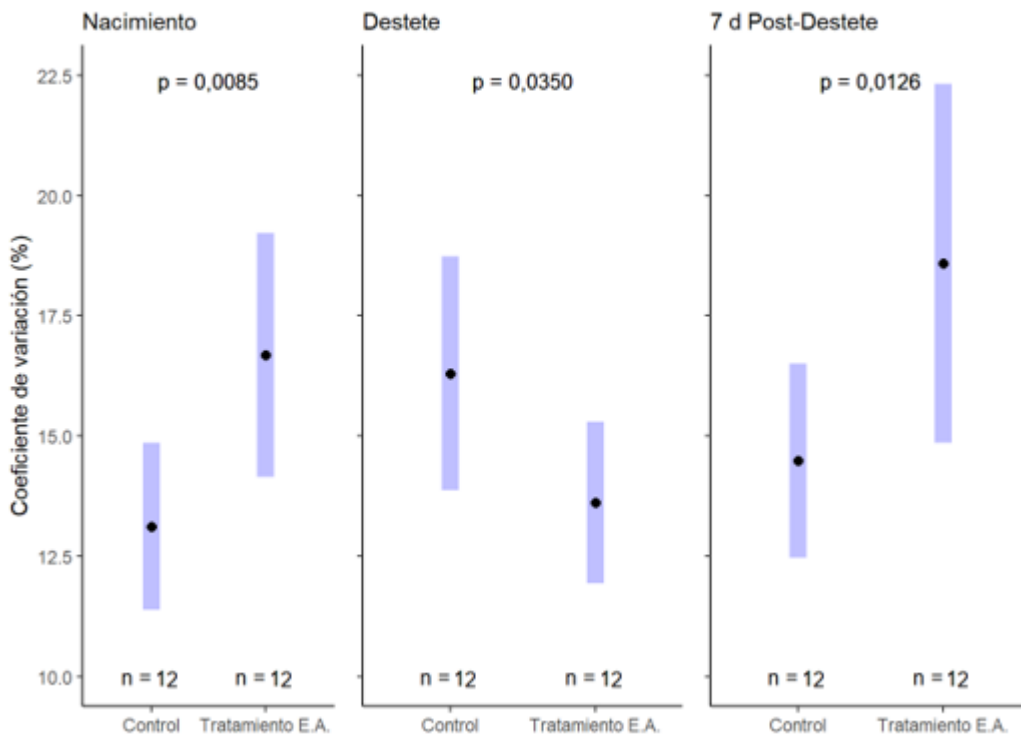 Nacimiento
Destete
7 d Post-Destete
p = 0,0085
p = 0,0350
p = 0,0126
Coeficiente de variación (%)
22.5
20.0
17.5
15.0
12.5
10.0
n = 12
n = 12
n = 12
n = 12
n = 12
n = 12
Control
Tratamiento E.A.
Control
Tratamiento E.A.
Control
Tratamiento E.A.